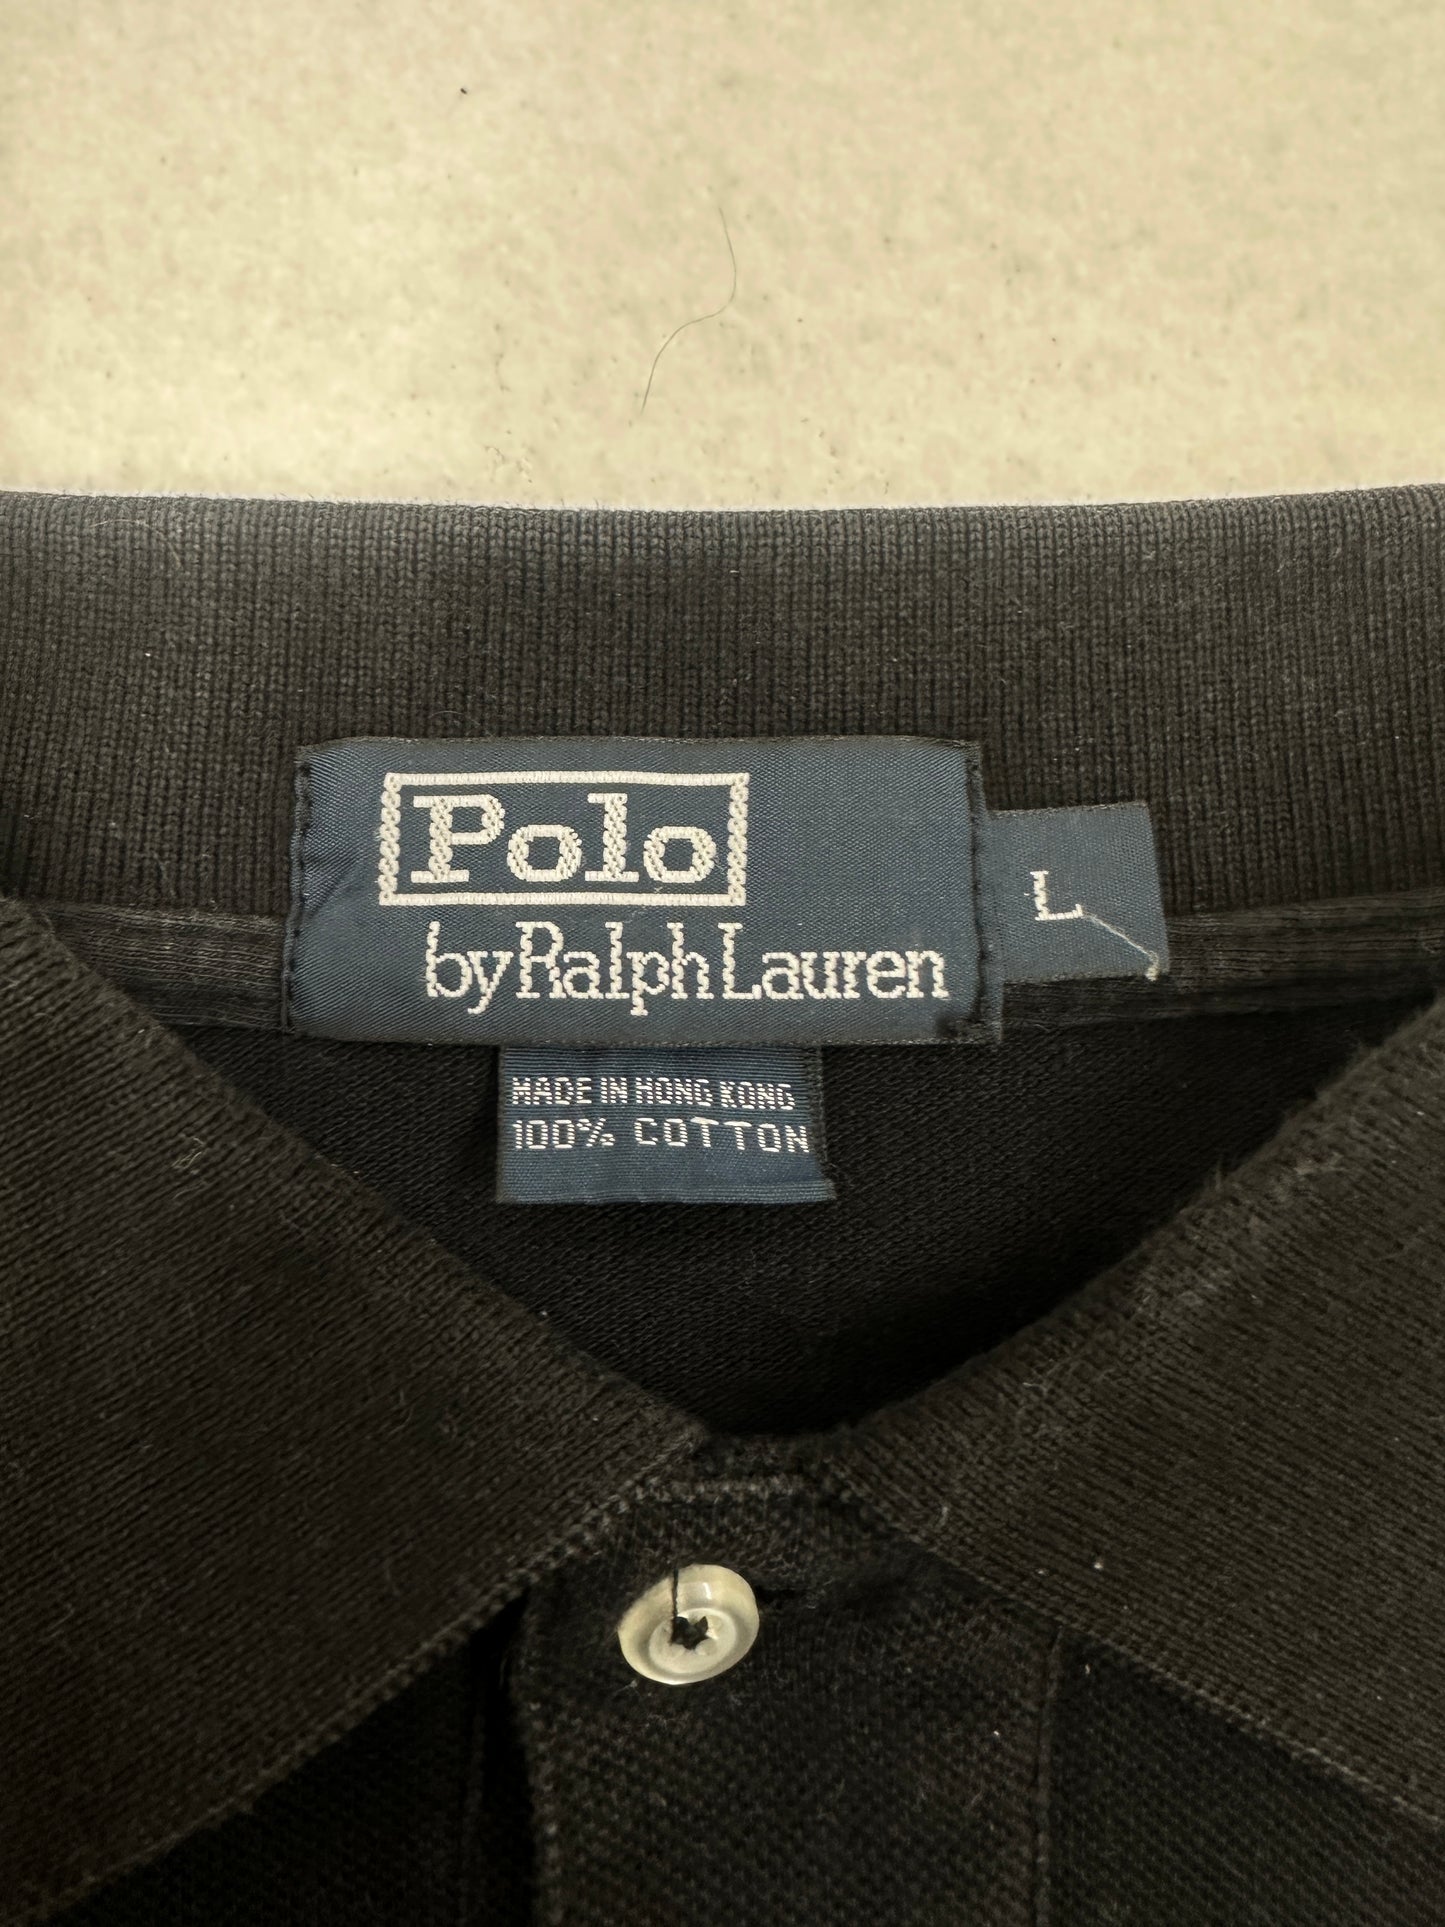 Polo
by Ralph Lauren
L
MADE IN HONG KONG
100% COTTON